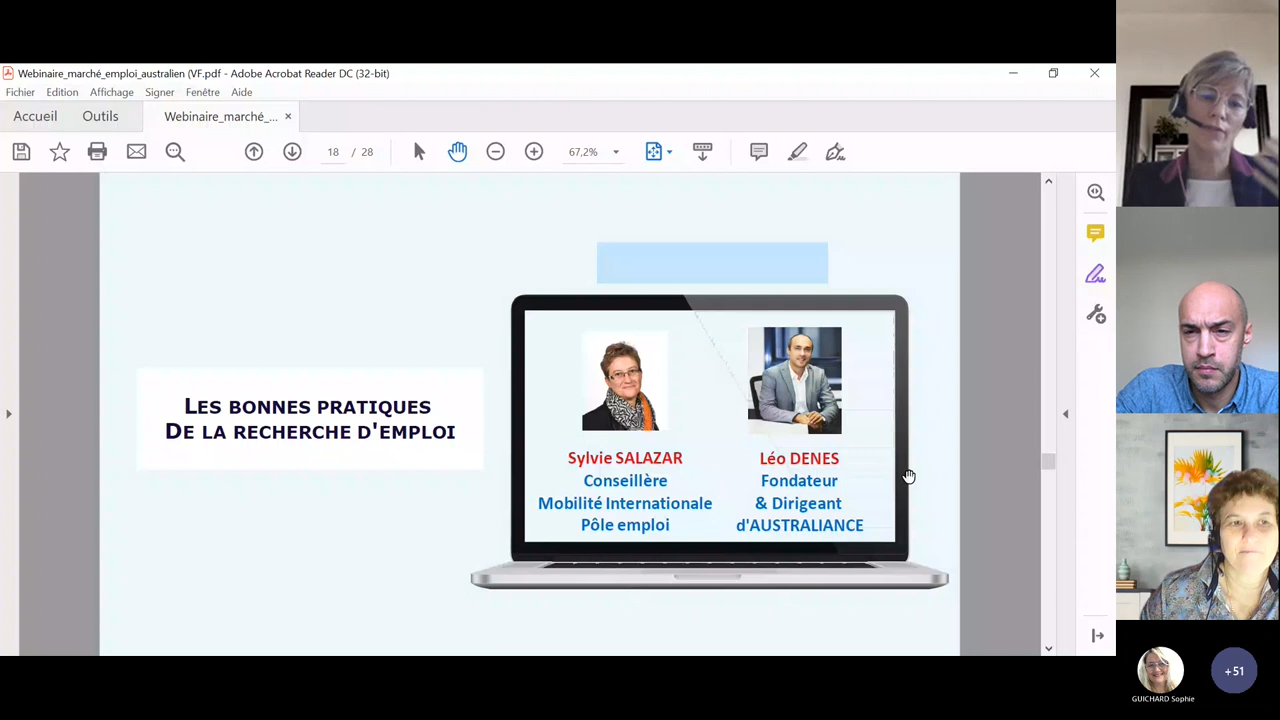 Webinaire_marché_emploi_australien (VF.pdf - Adobe Acrobat Reader DC (32-bit)
Fichier Edition Affichage Signer Fenêtre Aide
Accueil Outils Webinaire_marché_... ×
18 / 28 67,2%
LES BONNES PRATIQUES
DE LA RECHERCHE D'EMPLOI
Sylvie SALAZAR
Conseillère
Mobilité Internationale
Pôle emploi
Léo DENES
Fondateur
& Dirigeant
d'AUSTRALIANCE
GUICHARD Sophie
+51